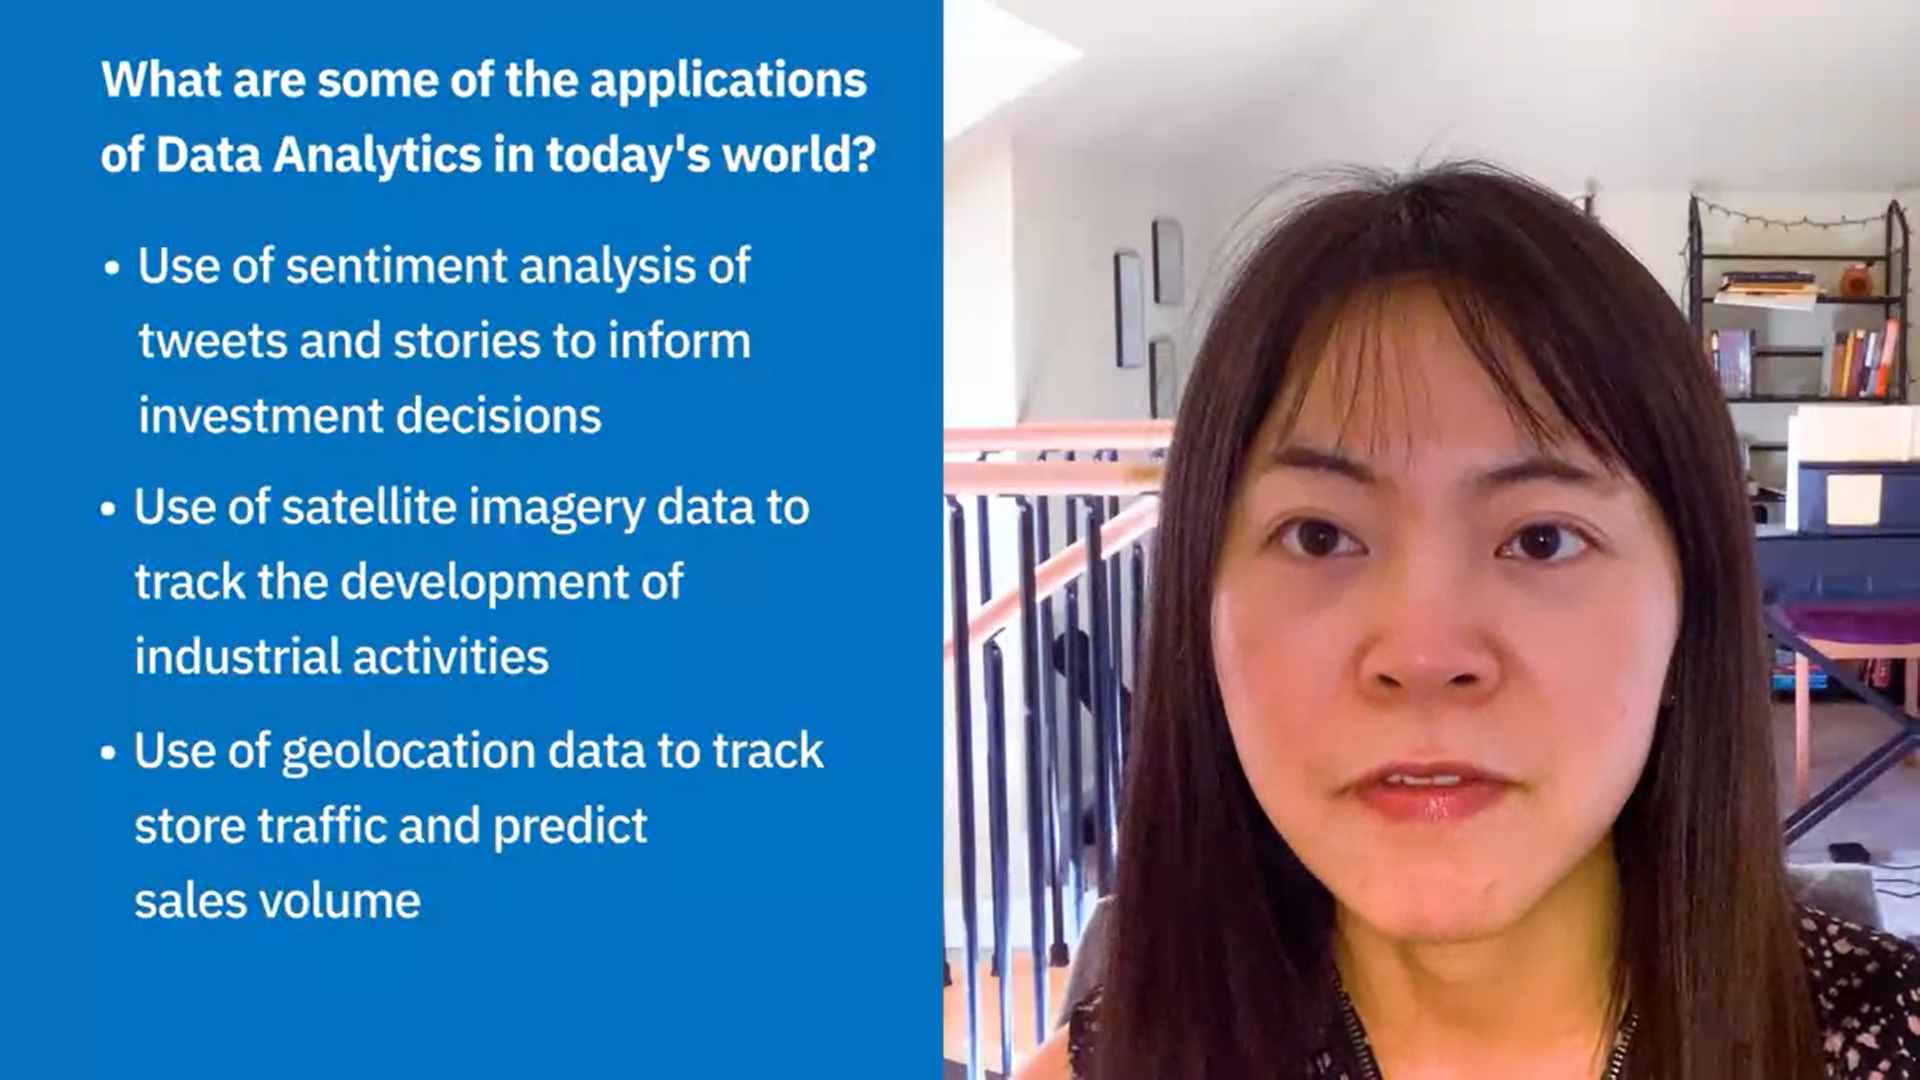 What are some of the applications
of Data Analytics in today's world?
• Use of sentiment analysis of
tweets and stories to inform
investment decisions
• Use of satellite imagery data to
track the development of
industrial activities
• Use of geolocation data to track
store traffic and predict
sales volume